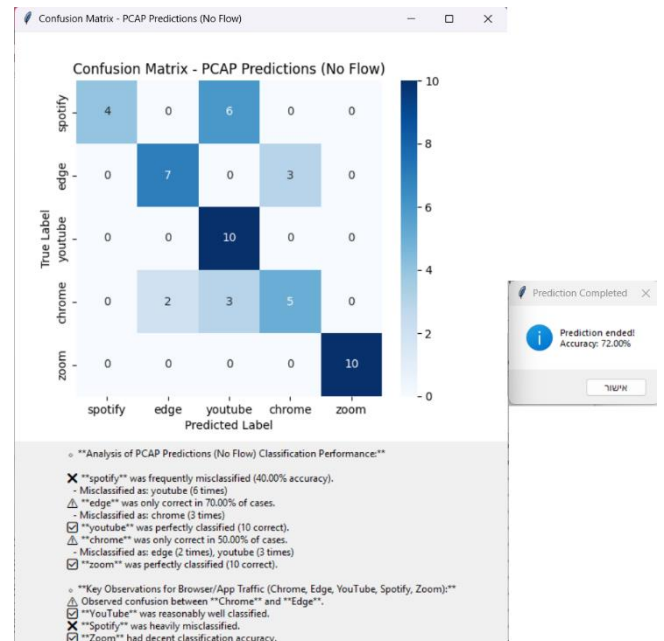 Confusion Matrix - PCAP Predictions (No Flow)
Confusion Matrix - PCAP Predictions (No Flow)
True Label
spotify 4 0 6 0 0
edge 0 7 0 3 0
youtube 0 0 10 0 0
chrome 0 2 3 5 0
zoom 0 0 0 0 10
spotify edge youtube chrome zoom
Predicted Label
10
8
6
4
2
0
**Analysis of PCAP Predictions (No Flow) Classification Performance:**
❌ **spotify** was frequently misclassified (40.00% accuracy).
- Misclassified as: youtube (6 times)
⚠ **edge** was only correct in 70.00% of cases.
- Misclassified as: chrome (3 times)
☑ **youtube** was perfectly classified (10 correct).
⚠ **chrome** was only correct in 50.00% of cases.
- Misclassified as: edge (2 times), youtube (3 times)
☑ **zoom** was perfectly classified (10 correct).
**Key Observations for Browser/App Traffic (Chrome, Edge, YouTube, Spotify, Zoom):**
⚠ Observed confusion between **Chrome** and **Edge**.
☑ **YouTube** was reasonably well classified.
❌ **Spotify** was heavily misclassified.
☑ **Zoom** had decent classification accuracy.
Prediction Completed
Prediction ended!
Accuracy: 72.00%
אישור